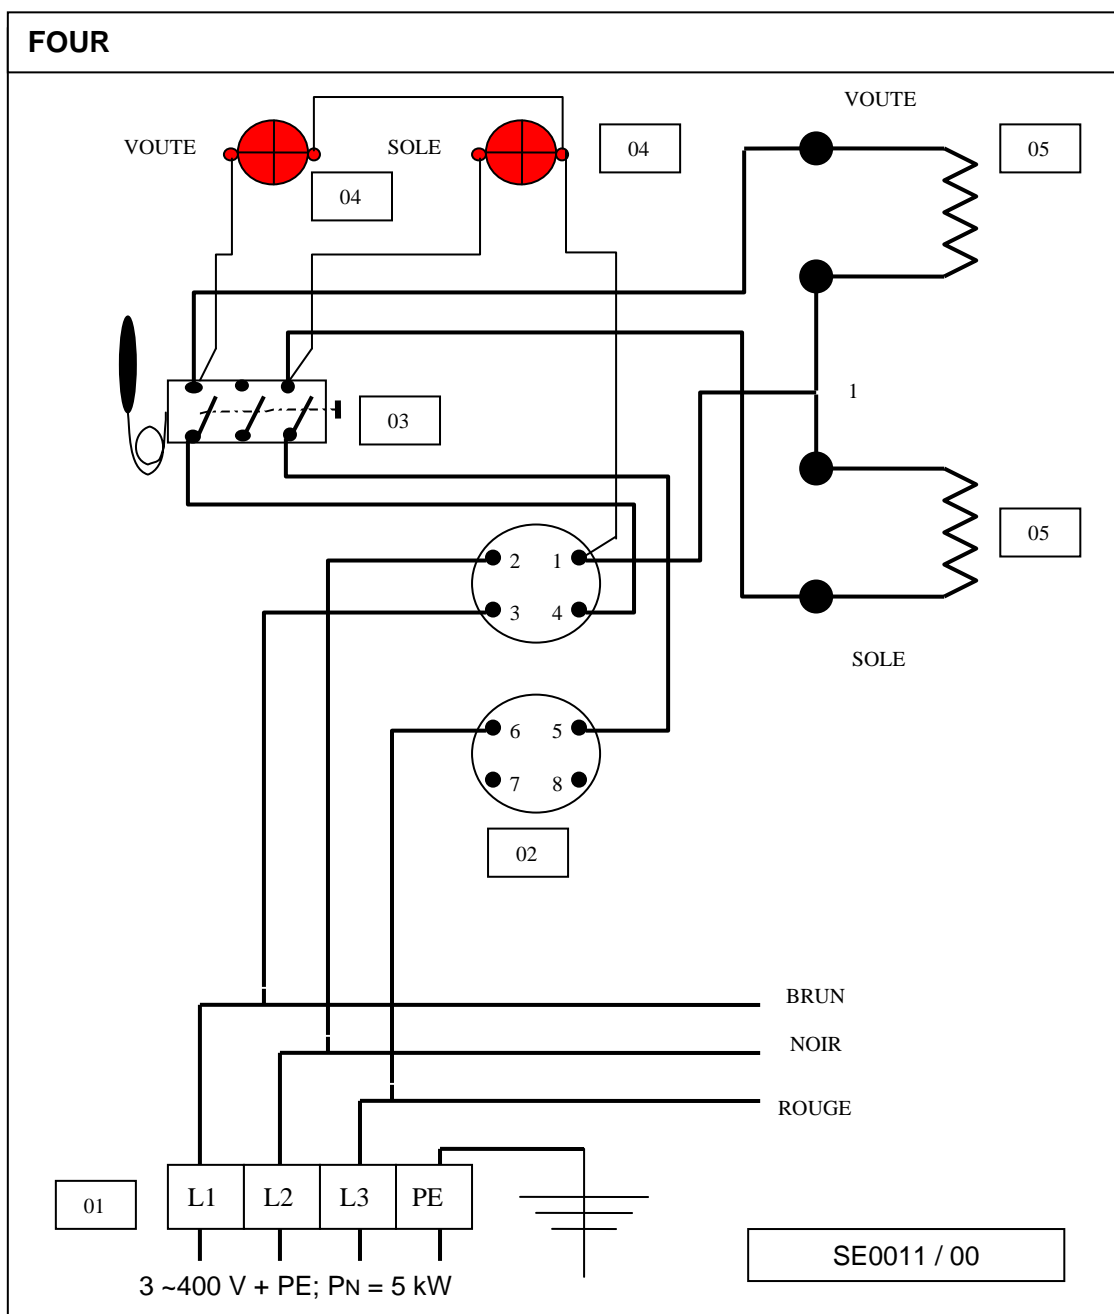 FOUR
VOUTE
VOUTE
SOLE
04
05
04
03
1
05
2 1
3 4
SOLE
6 5
7 8
02
BRUN
NOIR
ROUGE
01
L1 L2 L3 PE
SE0011 / 00
3 ~400 V + PE; PN = 5 kW